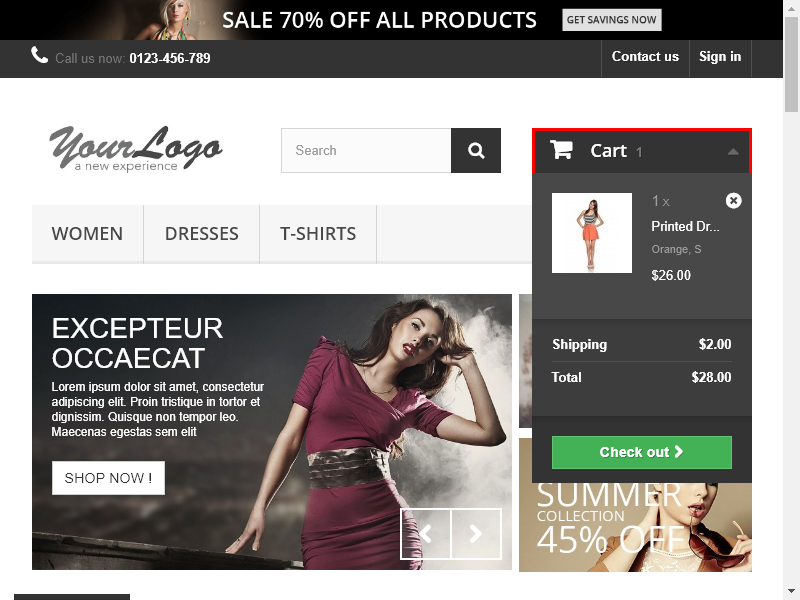 SALE 70% OFF ALL PRODUCTS
GET SAVINGS NOW
Call us now: 0123-456-789
Contact us
Sign in
YourLogo
a new experience
Search
Cart 1
1 x
Printed Dr...
Orange, S
$26.00
Shipping $2.00
Total $28.00
Check out
WOMEN
DRESSES
T-SHIRTS
EXCEPTEUR
OCCAECAT
Lorem ipsum dolor sit amet, consectetur
adipiscing elit. Proin tristique in tortor et
dignissim. Quisque non tempor leo.
Maecenas egestas sem elit
SHOP NOW !
SUMMER
COLLECTION
45% OFF